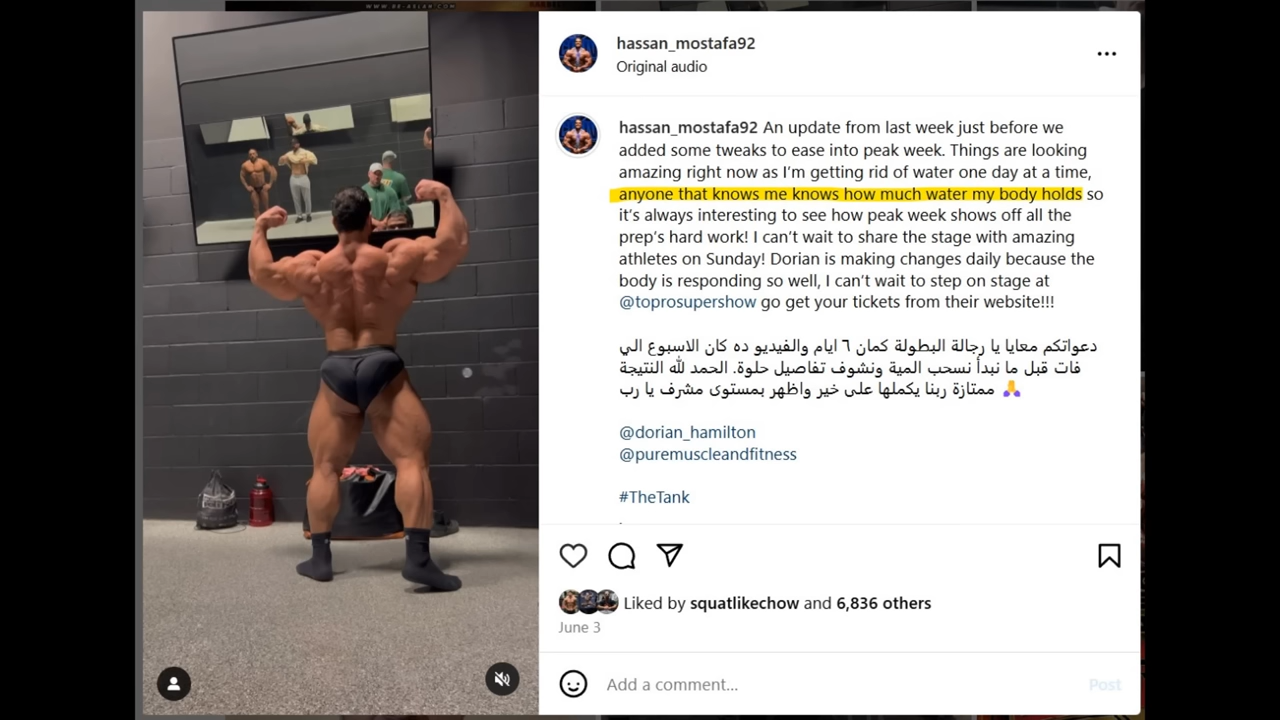 WWW.BE-ASLAN.COM
hassan_mostafa92
Original audio
hassan_mostafa92 An update from last week just before we
added some tweaks to ease into peak week. Things are looking
amazing right now as I’m getting rid of water one day at a time,
anyone that knows me knows how much water my body holds so
it’s always interesting to see how peak week shows off all the
prep’s hard work! I can’t wait to share the stage with amazing
athletes on Sunday! Dorian is making changes daily because the
body is responding so well, I can’t wait to step on stage at
@toprosupershow go get your tickets from their website!!!
دعواتكم معايا يا رجالة البطولة كمان ٦ ايام والفيديو ده كان الاسبوع الي
فات قبل ما نبدأ نسحب المية ونشوف تفاصيل حلوة. الحمد لله النتيجة
ممتازة ربنا يكملها على خير واظهر بمستوى مشرف يا رب 🙏
@dorian_hamilton
@puremuscleandfitness
#TheTank
Liked by squatlikechow and 6,836 others
June 3
Add a comment...
Post